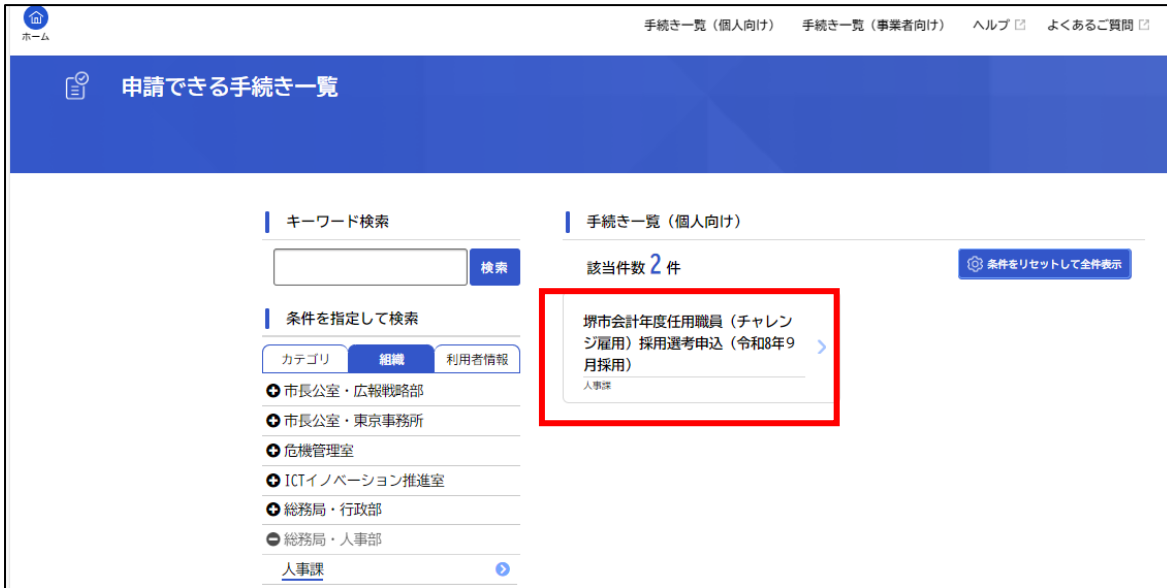 ホーム
手続き一覧（個人向け）
手続き一覧（事業者向け）
ヘルプ
よくあるご質問
申請できる手続き一覧
キーワード検索
検索
条件を指定して検索
カテゴリ
組織
利用者情報
市長公室・広報戦略部
市長公室・東京事務所
危機管理室
ICTイノベーション推進室
総務局・行政部
総務局・人事部
人事課
手続き一覧（個人向け）
該当件数 2 件
条件をリセットして全件表示
堺市会計年度任用職員（チャレン
ジ雇用）採用選考申込（令和8年9
月採用）
人事課